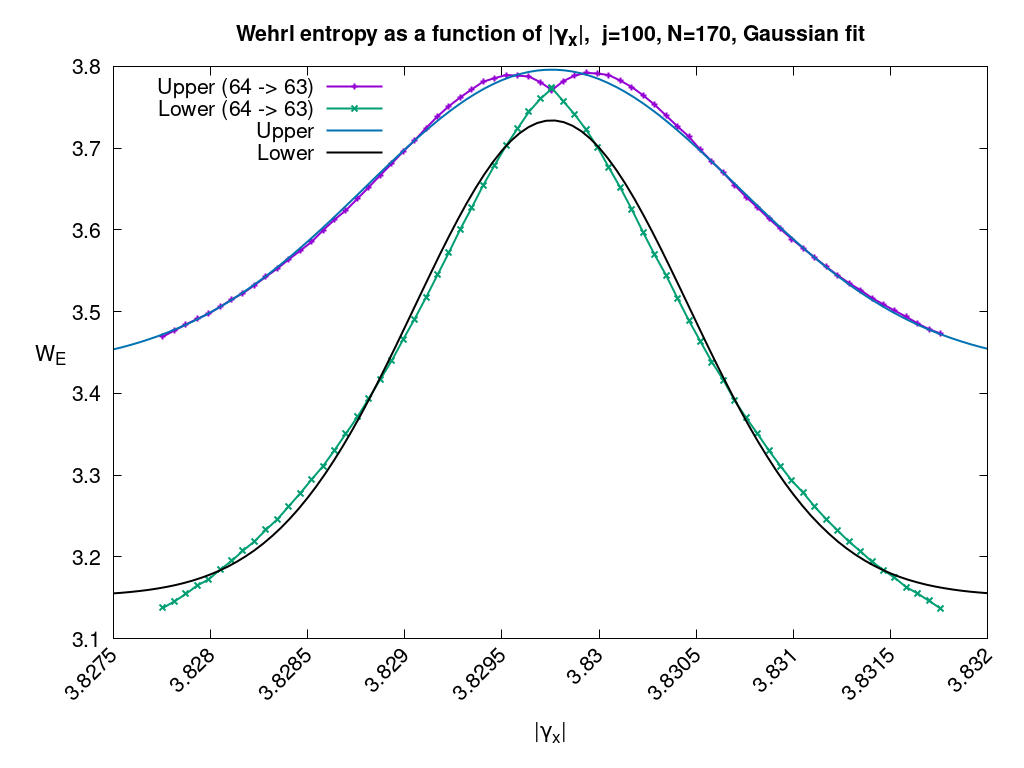 Wehrl entropy as a function of |γx|,  j=100, N=170, Gaussian fit
Upper (64 -> 63)
Lower (64 -> 63)
Upper
Lower
3.8
3.7
3.6
3.5
3.4
3.3
3.2
3.1
WE
3.8275
3.828
3.8285
3.829
3.8295
3.83
3.8305
3.831
3.8315
3.832
|γx|